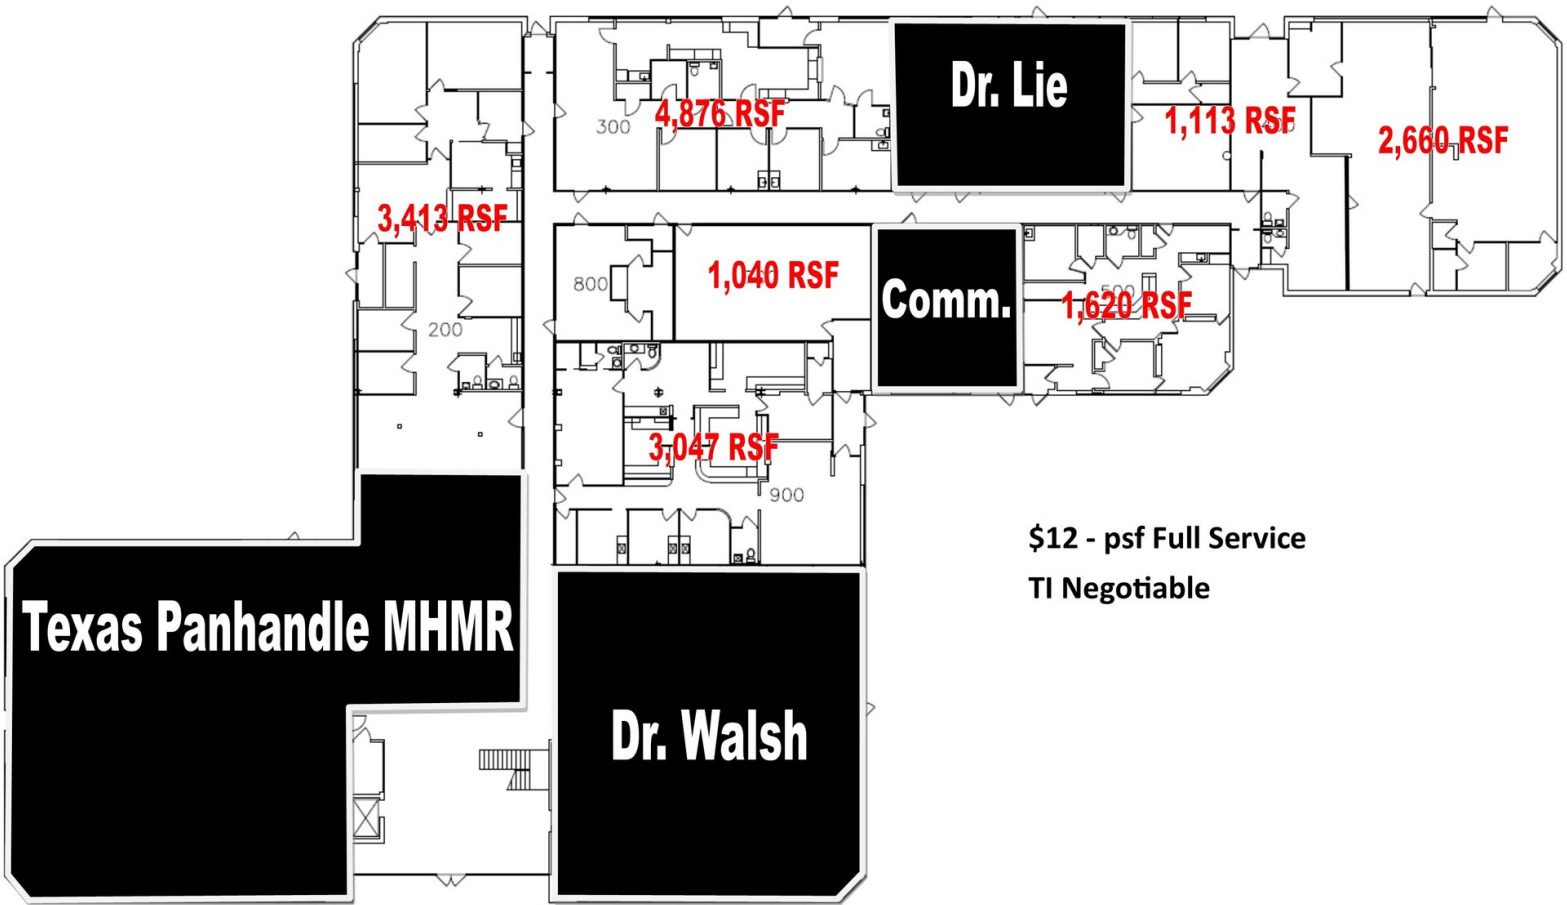 Dr. Lie
300
4,876 RSF
1,113 RSF
2,660 RSF
3,413 RSF
800
1,040 RSF
Comm.
500
1,620 RSF
200
3,047 RSF
900
$12 - psf Full Service
TI Negotiable
Texas Panhandle MHMR
Dr. Walsh